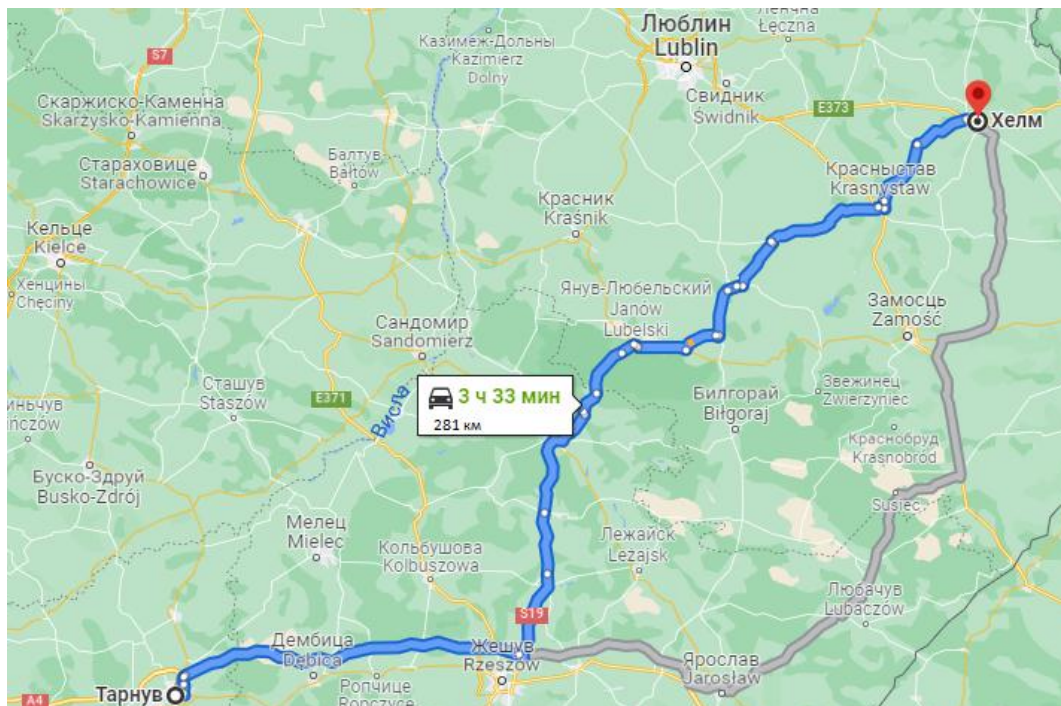 Люблин
Lublin
Ленчна
Łęczna
S7
Казимеж-Дольны
Kazimierz
Dolny
Свидник
Świdnik
E373
Хелм
Скаржиско-Каменна
Skarżysko-Kamienna
Стараховице
Starachowice
Балтув
Bałtów
Красныстав
Krasnystaw
Красник
Kraśnik
Кельце
Kielce
Хенцины
Chęciny
Янув-Любельский
Janów
Lubelski
Замосць
Zamość
Сандомир
Sandomierz
3 ч 33 мин
281 км
Сташув
Staszów
E371
Висла
Билгорай
Biłgoraj
Звежинец
Zwierzyniec
иньчув
ińczów
Краснобруд
Krasnobród
Буско-Здруй
Busko-Zdrój
Susiec
Мелец
Mielec
Кольбушова
Kolbuszowa
Лежайск
Leżajsk
Любачув
Lubaczów
S19
Дембица
Dębica
Жешув
Rzeszów
Ярослав
Jarosław
Тарнув
A4
Ропчице
Ropczyce